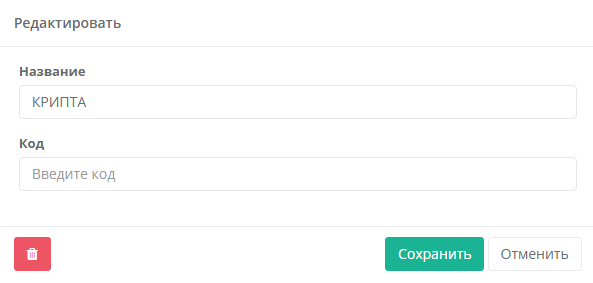 Редактировать
Название
КРИПТА
Код
Введите код
Сохранить
Отменить